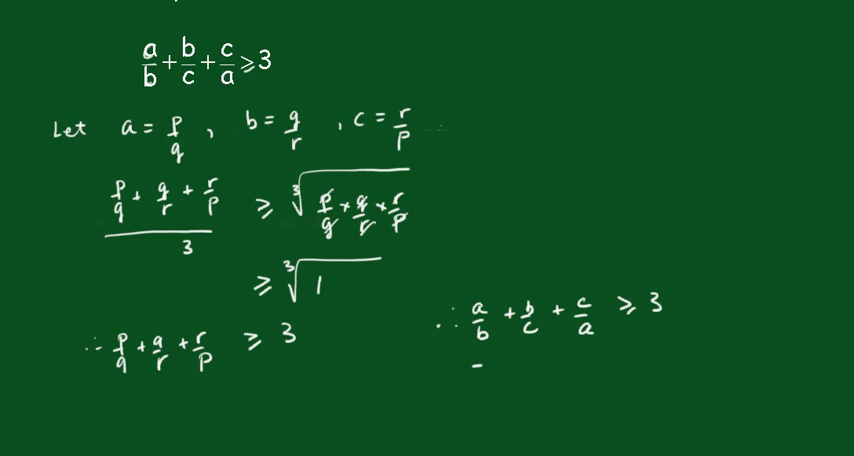 a/b + b/c + c/a ⩾ 3
Let a = p/q , b = q/r , c = r/p
(p/q + q/r + r/p)/3 ⩾ ∛(p/q × q/r × r/p)
⩾ ∛1
∴ p/q + q/r + r/p ⩾ 3
∴ a/b + b/c + c/a ⩾ 3